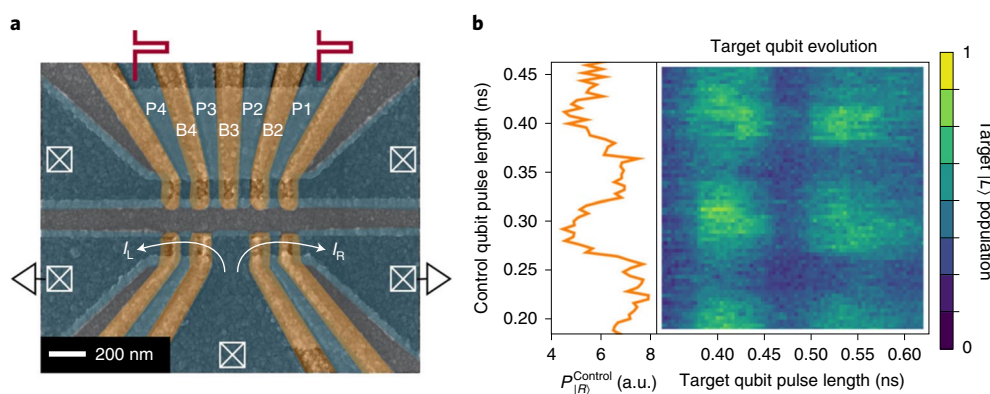 a
P4
P3
P2
P1
B4
B3
B2
I_L
I_R
200 nm
b
Target qubit evolution
Control qubit pulse length (ns)
0.45
0.40
0.35
0.30
0.25
0.20
4
6
8
P_{|R⟩}^{Control} (a.u.)
0.40
0.45
0.50
0.55
0.60
Target qubit pulse length (ns)
1
0
Target |L⟩ population